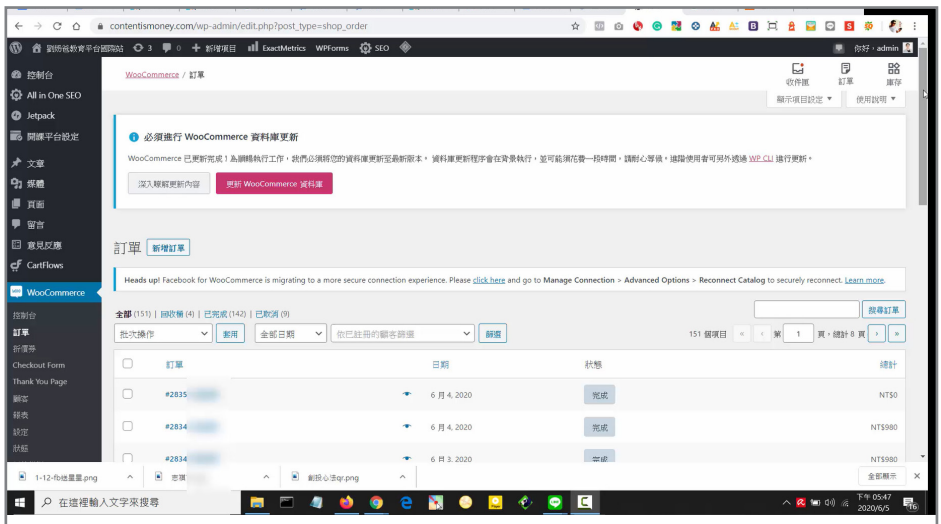 contentismoney.com/wp-admin/edit.php?post_type=shop_order
劉紛爸教育平台國際站 3 0 + 新增項目 ExactMetrics WPForms SEO
你好，admin
控制台
All in One SEO
Jetpack
開課平台設定
文章
媒體
頁面
留言
意見反應
CartFlows
WooCommerce
控制台
訂單
折價券
Checkout Form
Thank You Page
顧客
報表
設定
狀態
WooCommerce / 訂單
收件匣 訂單 庫存
顯示項目設定 ▼ 使用說明 ▼
必須進行 WooCommerce 資料庫更新
WooCommerce 已更新完成！為順暢執行工作，我們必須將您的資料庫更新至最新版本。 資料庫更新程序會在背景執行，並可能須花費一段時間，請耐心等候。進階使用者可另外透過 WP CLI 進行更新。
深入瞭解更新內容 更新 WooCommerce 資料庫
訂單 新增訂單
Heads up! Facebook for WooCommerce is migrating to a more secure connection experience. Please click here and go to Manage Connection > Advanced Options > Reconnect Catalog to securely reconnect. Learn more.
全部 (151) | 回收桶 (4) | 已完成 (142) | 已取消 (9)
搜尋訂單
批次操作 套用 全部日期 依已註冊的顧客篩選 篩選
151 個項目 « ‹ 第 1 頁，總計 8 頁 › »
訂單 日期 狀態 總計
#2835 6 月 4, 2020 完成 NT$0
#2834 6 月 4, 2020 完成 NT$980
#2834 6 月 3, 2020 完成 NT$980
1-12-fb送星星.png
創投心法qr.png
全部顯示
在這裡輸入文字來搜尋
下午 05:47
2020/6/5